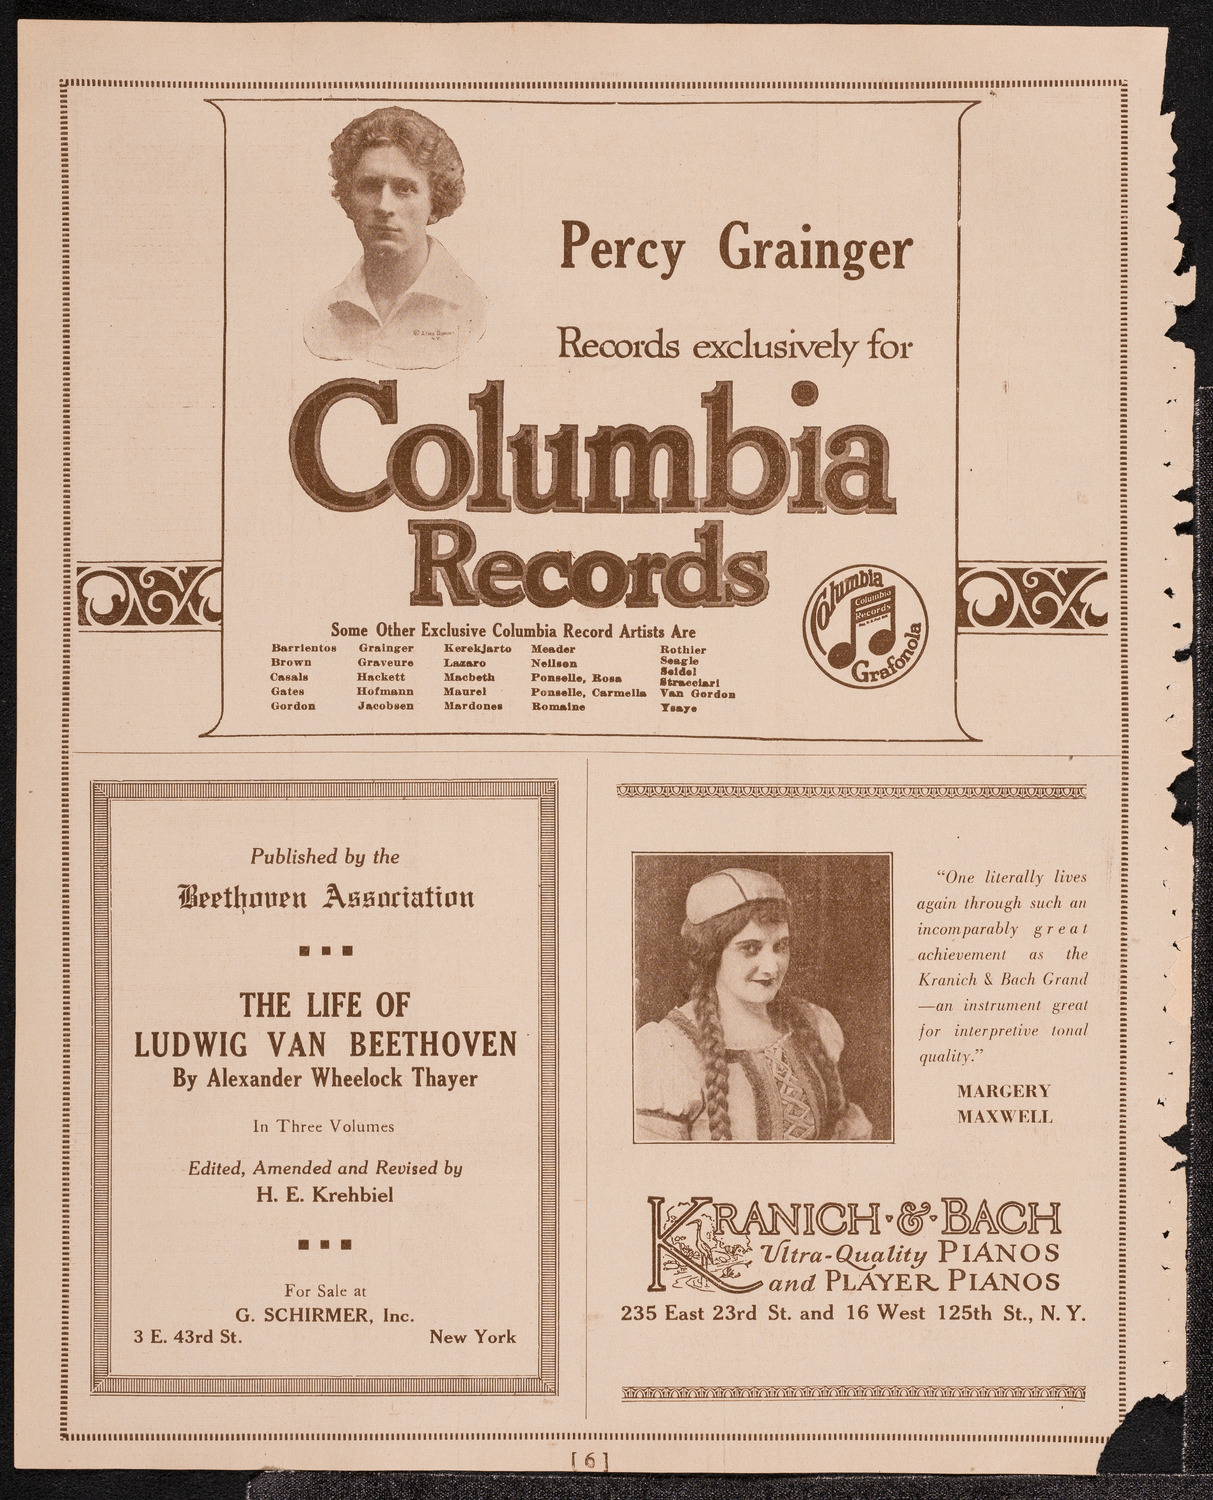 Percy Grainger
Records exclusively for
Columbia
Records
Columbia
Columbia
Records
Grafonola
Some Other Exclusive Columbia Record Artists Are
Barrientos Grainger Kerekjarto Meader Rothier
Brown Graveure Lazaro Neilson Seagle
Casals Hackett Macbeth Ponselle, Rosa Seidel
Gates Hofmann Maurel Ponselle, Carmella Stracciari
Gordon Jacobsen Mardones Romaine Van Gordon
Ysaye
Published by the
Beethoven Association
THE LIFE OF
LUDWIG VAN BEETHOVEN
By Alexander Wheelock Thayer
In Three Volumes
Edited, Amended and Revised by
H. E. Krehbiel
For Sale at
G. SCHIRMER, Inc.
3 E. 43rd St. New York
“One literally lives
again through such an
incomparably great
achievement as the
Kranich & Bach Grand
—an instrument great
for interpretive tonal
quality.”
MARGERY
MAXWELL
KRANICH·&·BACH
Ultra-Quality PIANOS
and PLAYER PIANOS
235 East 23rd St. and 16 West 125th St., N. Y.
[6]